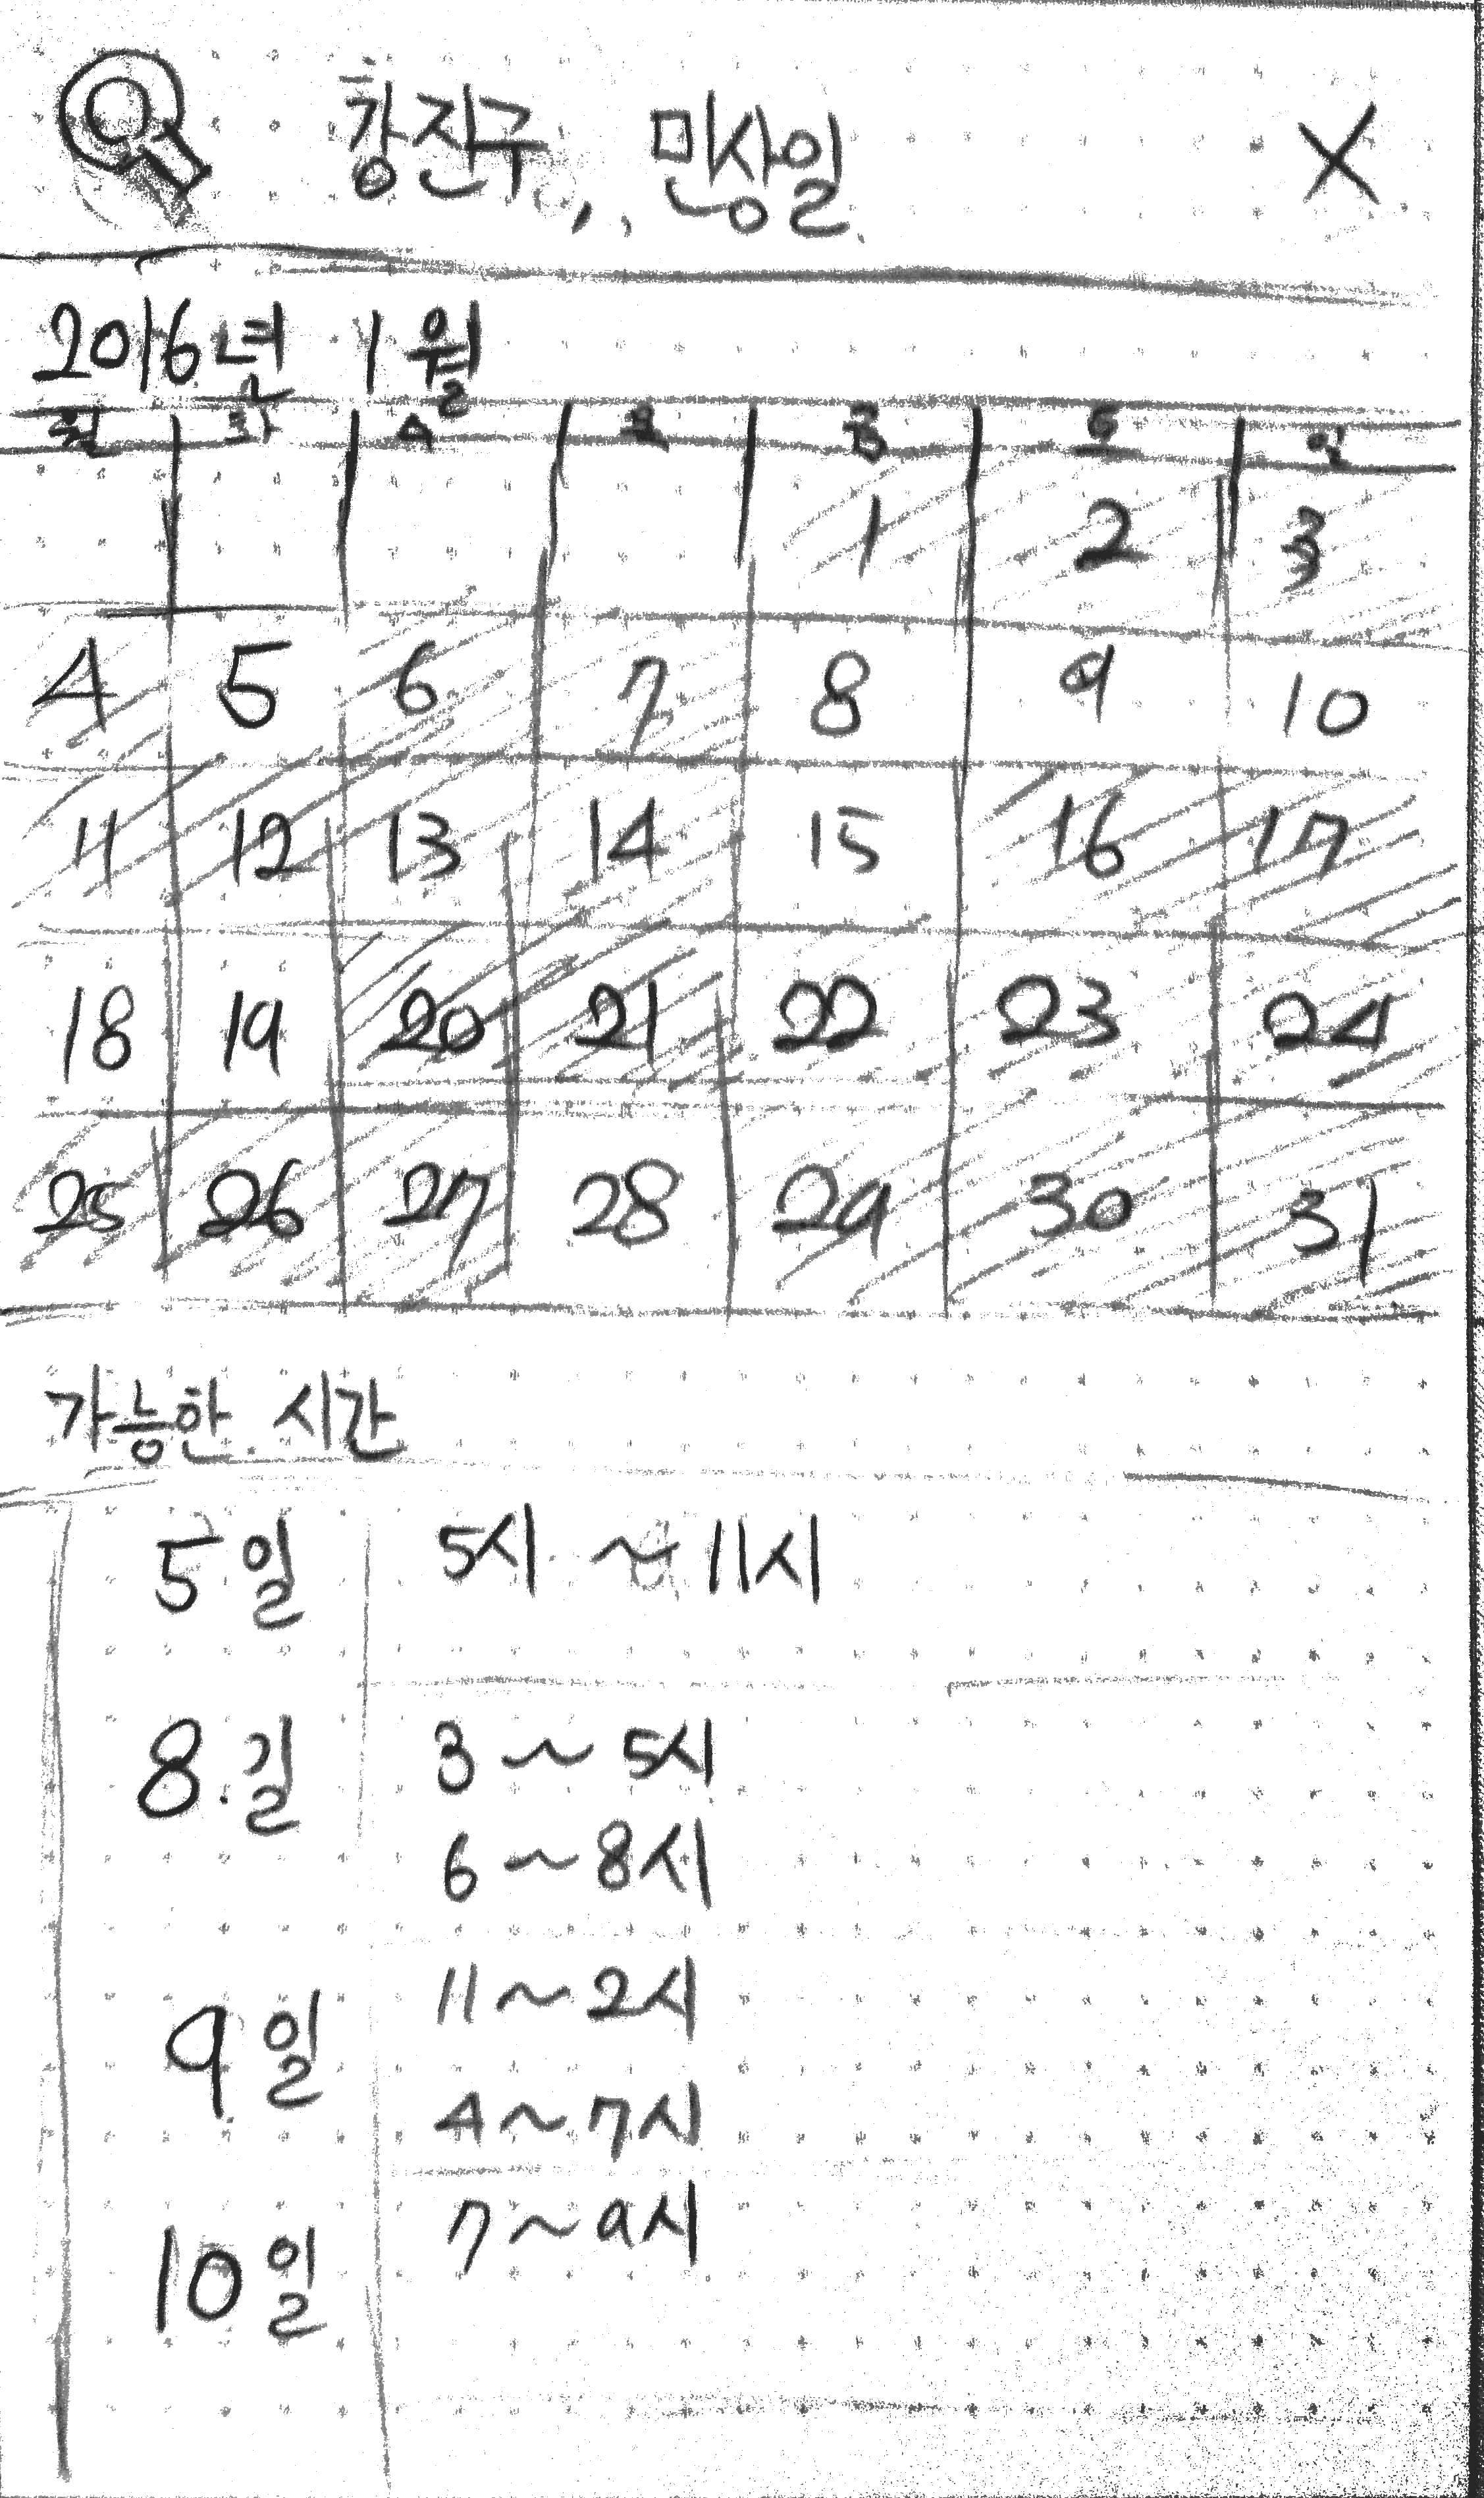 강진구, 민상일 X
2016년 1월
월 화 수 목 금 토 일
1 2 3
4 5 6 7 8 9 10
11 12 13 14 15 16 17
18 19 20 21 22 23 24
25 26 27 28 29 30 31
가능한 시간
5일 5시 ~ 11시
8일 3 ~ 5시
6 ~ 8시
11 ~ 2시
9일
4 ~ 7시
7 ~ 9시
10일